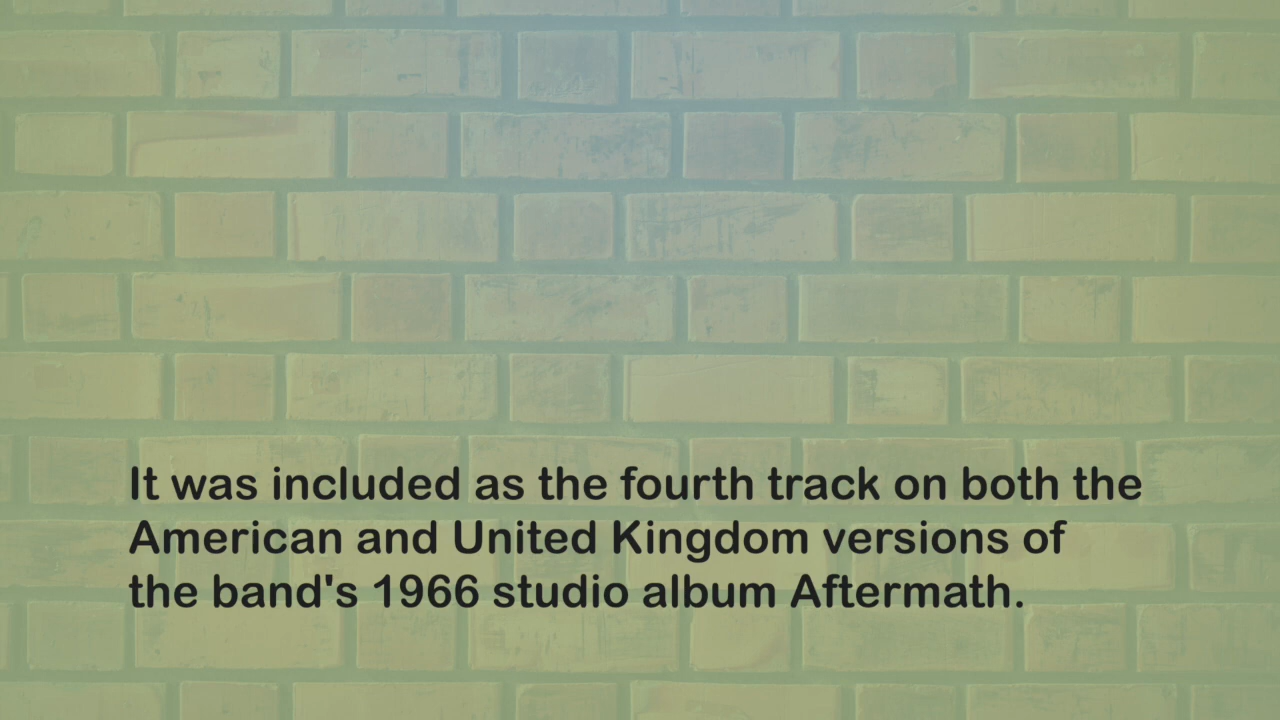 It was included as the fourth track on both the
American and United Kingdom versions of
the band's 1966 studio album Aftermath.